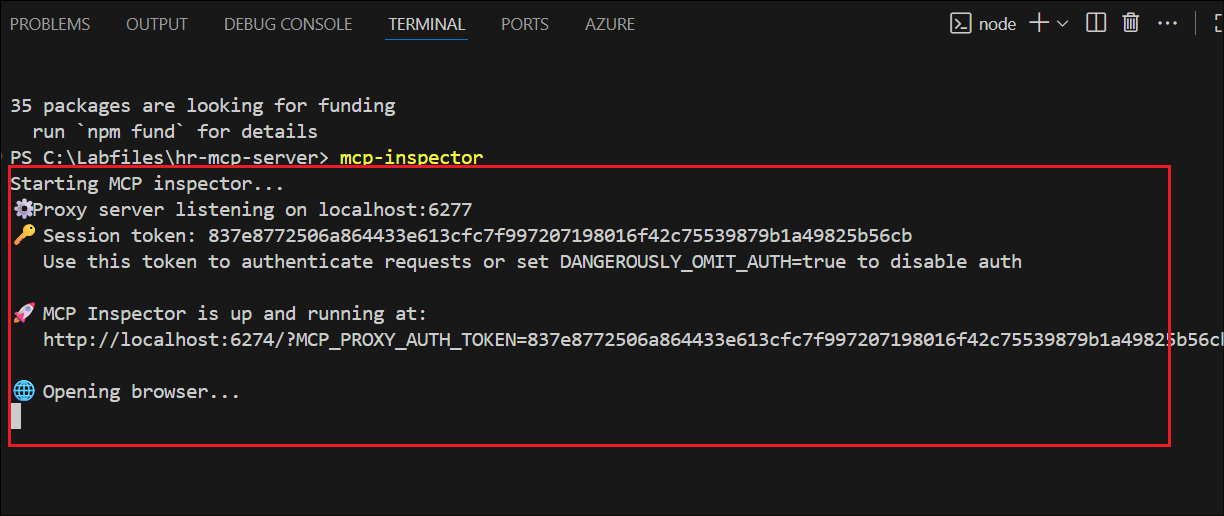 PROBLEMS OUTPUT DEBUG CONSOLE TERMINAL PORTS AZURE node
35 packages are looking for funding
run `npm fund` for details
PS C:\Labfiles\hr-mcp-server> mcp-inspector
Starting MCP inspector...
⚙️Proxy server listening on localhost:6277
🔑 Session token: 837e8772506a864433e613cfc7f997207198016f42c75539879b1a49825b56cb
Use this token to authenticate requests or set DANGEROUSLY_OMIT_AUTH=true to disable auth
🚀 MCP Inspector is up and running at:
http://localhost:6274/?MCP_PROXY_AUTH_TOKEN=837e8772506a864433e613cfc7f997207198016f42c75539879b1a49825b56cb
🌐 Opening browser...